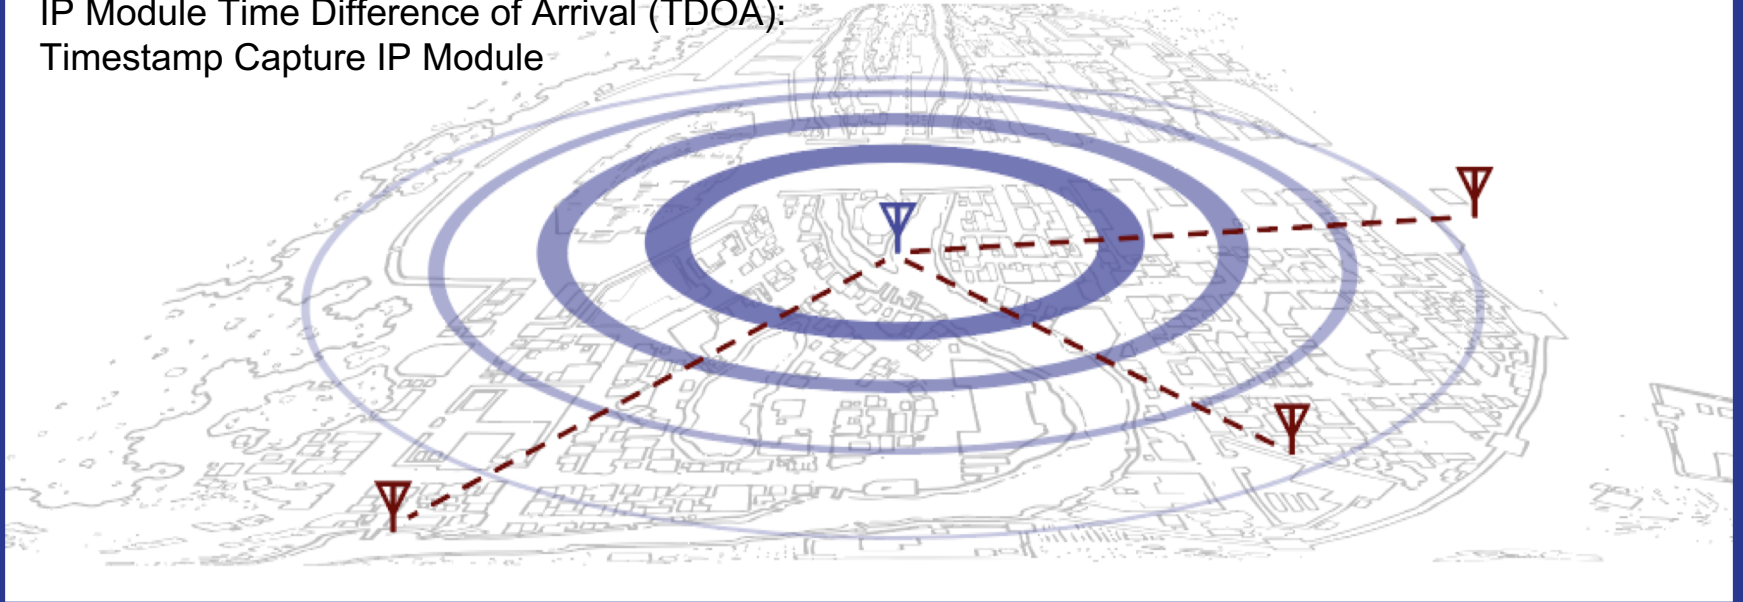 IP Module Time Difference of Arrival (TDOA):
Timestamp Capture IP Module